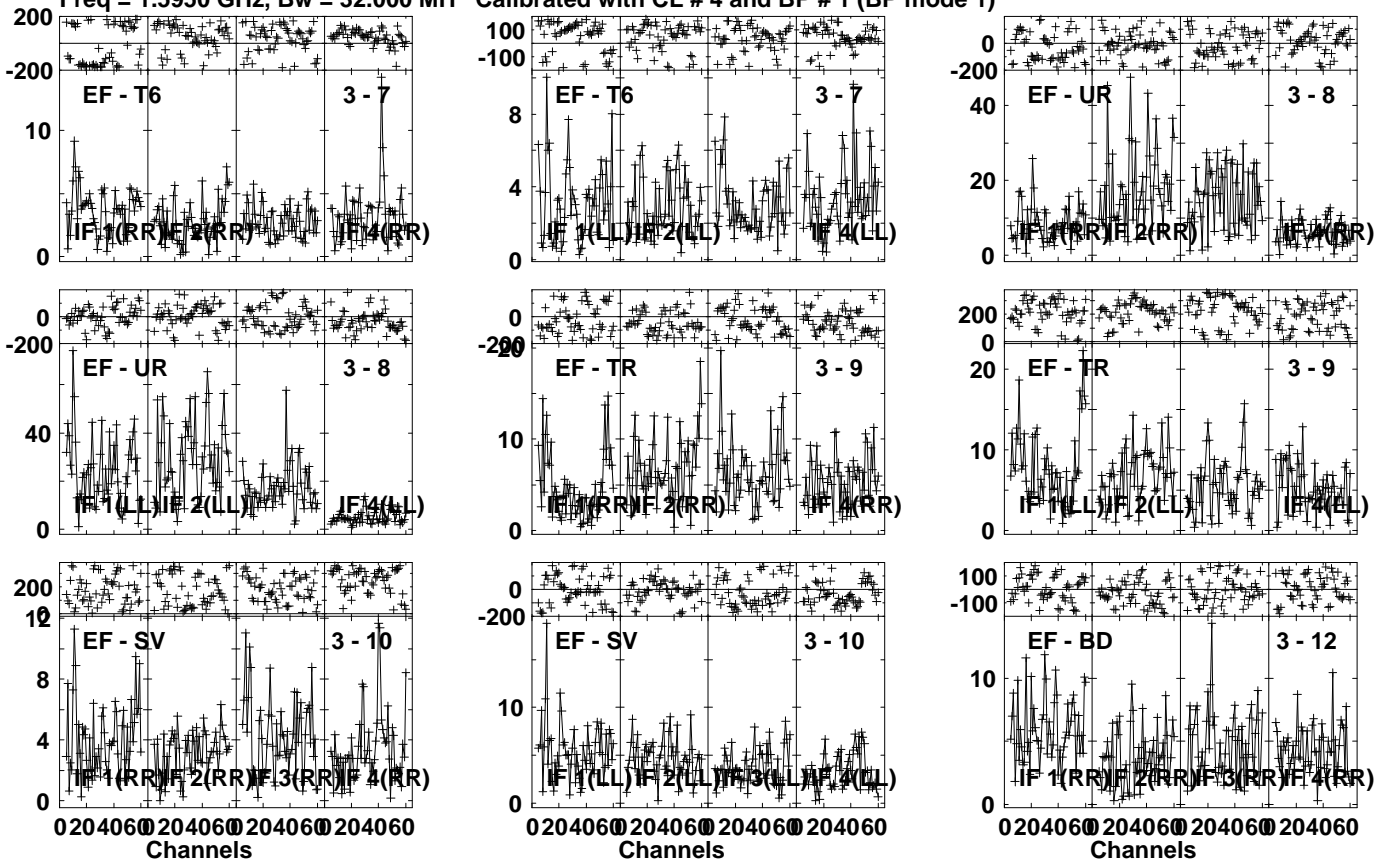 Freq = 1.5950 GHz, Bw = 32.000 MH Calibrated with CL # 4 and BP # 1 (BP mode 1)
200
-200
EF - T6 3 - 7
10
0
IF 1(RR) IF 2(RR) IF 4(RR)
100
-100
EF - T6 3 - 7
8
4
0
IF 1(LL) IF 2(LL) IF 4(LL)
0
-200
EF - UR 3 - 8
40
20
0
IF 1(RR) IF 2(RR) IF 4(RR)
0
-200
EF - UR 3 - 8
40
0
IF 1(LL) IF 2(LL) IF 4(LL)
0
-200
20
EF - TR 3 - 9
10
0
IF 1(RR) IF 2(RR) IF 4(RR)
200
0
EF - TR 3 - 9
20
10
0
IF 1(LL) IF 2(LL) IF 4(LL)
200
0
12
EF - SV 3 - 10
8
4
0
IF 1(RR) IF 2(RR) IF 3(RR) IF 4(RR)
0 20 40 60 0 20 40 60 0 20 40 60 0 20 40 60
Channels
0
-200
EF - SV 3 - 10
10
0
IF 1(LL) IF 2(LL) IF 3(LL) IF 4(LL)
0 20 40 60 0 20 40 60 0 20 40 60 0 20 40 60
Channels
100
-100
EF - BD 3 - 12
10
0
IF 1(RR) IF 2(RR) IF 3(RR) IF 4(RR)
0 20 40 60 0 20 40 60 0 20 40 60 0 20 40 60
Channels